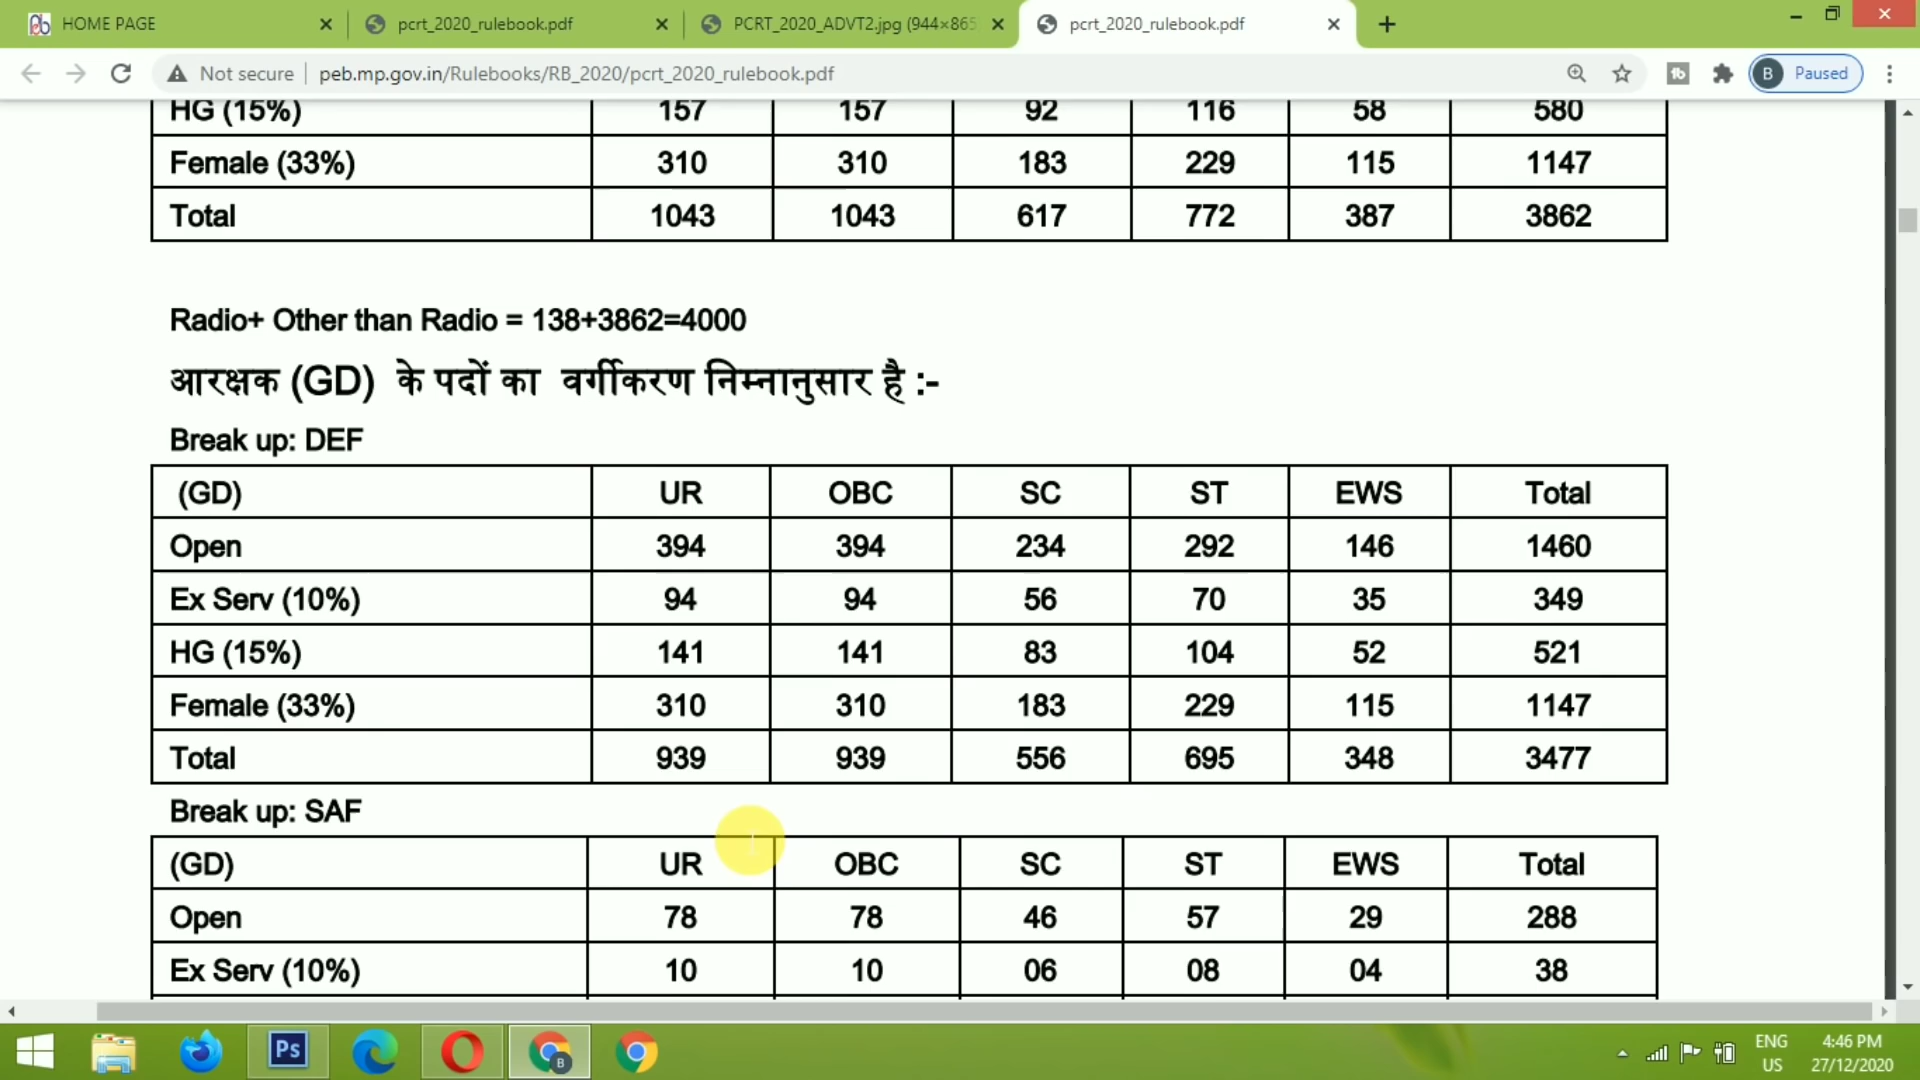 HOME PAGE
pcrt_2020_rulebook.pdf
PCRT_2020_ADVT2.jpg (944×865
pcrt_2020_rulebook.pdf
Not secure
peb.mp.gov.in/Rulebooks/RB_2020/pcrt_2020_rulebook.pdf
B Paused
HG (15%) 157 157 92 116 58 580
Female (33%) 310 310 183 229 115 1147
Total 1043 1043 617 772 387 3862
Radio+ Other than Radio = 138+3862=4000
आरक्षक (GD) के पदों का वर्गीकरण निम्नानुसार है :-
Break up: DEF
(GD) UR OBC SC ST EWS Total
Open 394 394 234 292 146 1460
Ex Serv (10%) 94 94 56 70 35 349
HG (15%) 141 141 83 104 52 521
Female (33%) 310 310 183 229 115 1147
Total 939 939 556 695 348 3477
Break up: SAF
(GD) UR OBC SC ST EWS Total
Open 78 78 46 57 29 288
Ex Serv (10%) 10 10 06 08 04 38
Ps
B
ENG
US
4:46 PM
27/12/2020